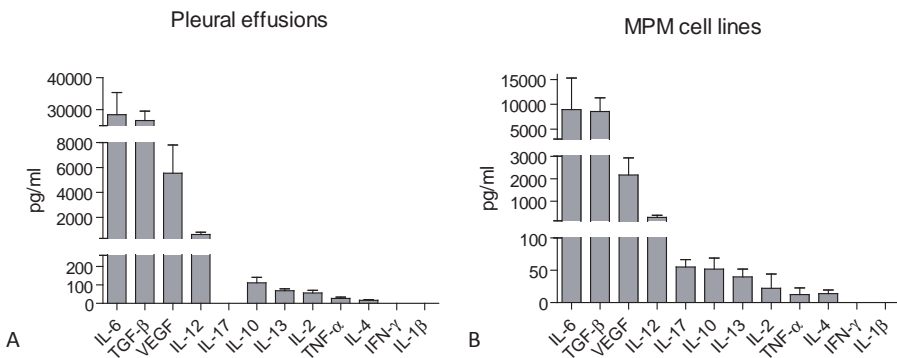 Pleural effusions
pg/ml
40000
30000
8000
6000
4000
2000
200
100
0
IL-6
TGF-β
VEGF
IL-12
IL-17
IL-10
IL-13
IL-2
TNF-α
IL-4
IFN-γ
IL-1β
A
MPM cell lines
pg/ml
15000
10000
5000
3000
2000
1000
100
50
0
IL-6
TGF-β
VEGF
IL-12
IL-17
IL-10
IL-13
IL-2
TNF-α
IL-4
IFN-γ
IL-1β
B